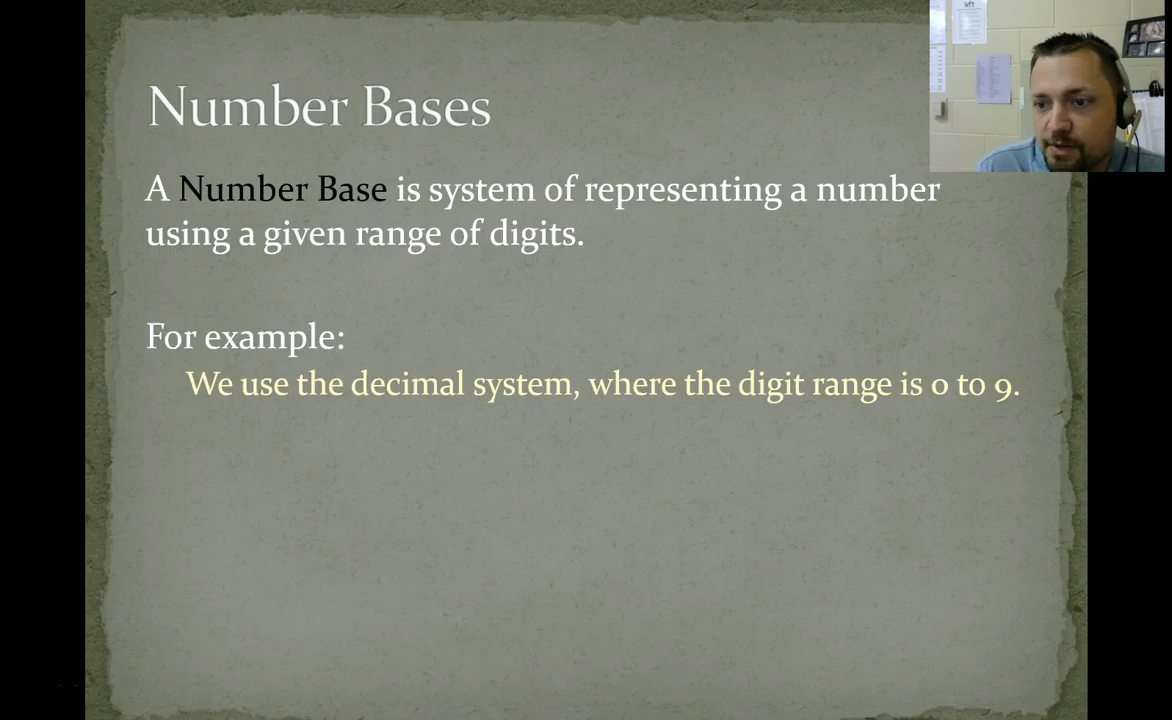 Number Bases
A Number Base is system of representing a number
using a given range of digits.
For example:
We use the decimal system, where the digit range is 0 to 9.